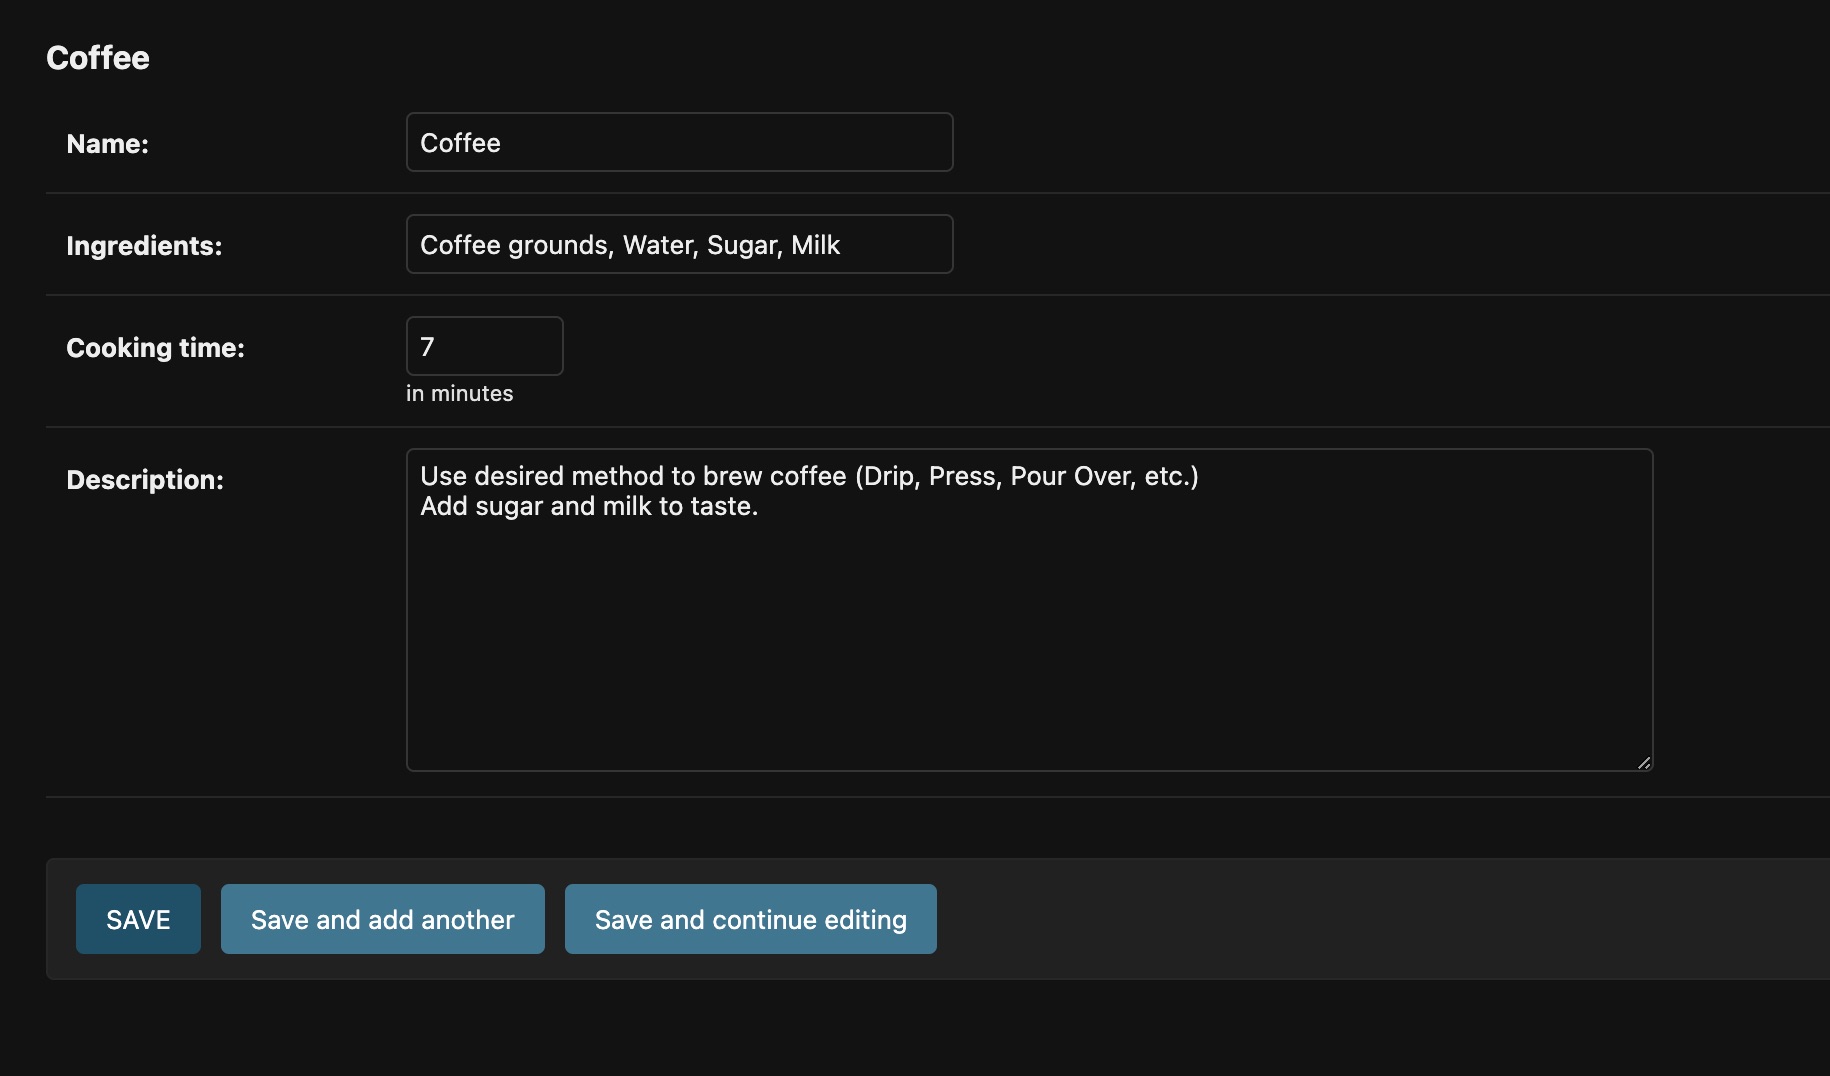 Coffee
Name:
Coffee
Ingredients:
Coffee grounds, Water, Sugar, Milk
Cooking time:
7
in minutes
Description:
Use desired method to brew coffee (Drip, Press, Pour Over, etc.)
Add sugar and milk to taste.
SAVE
Save and add another
Save and continue editing